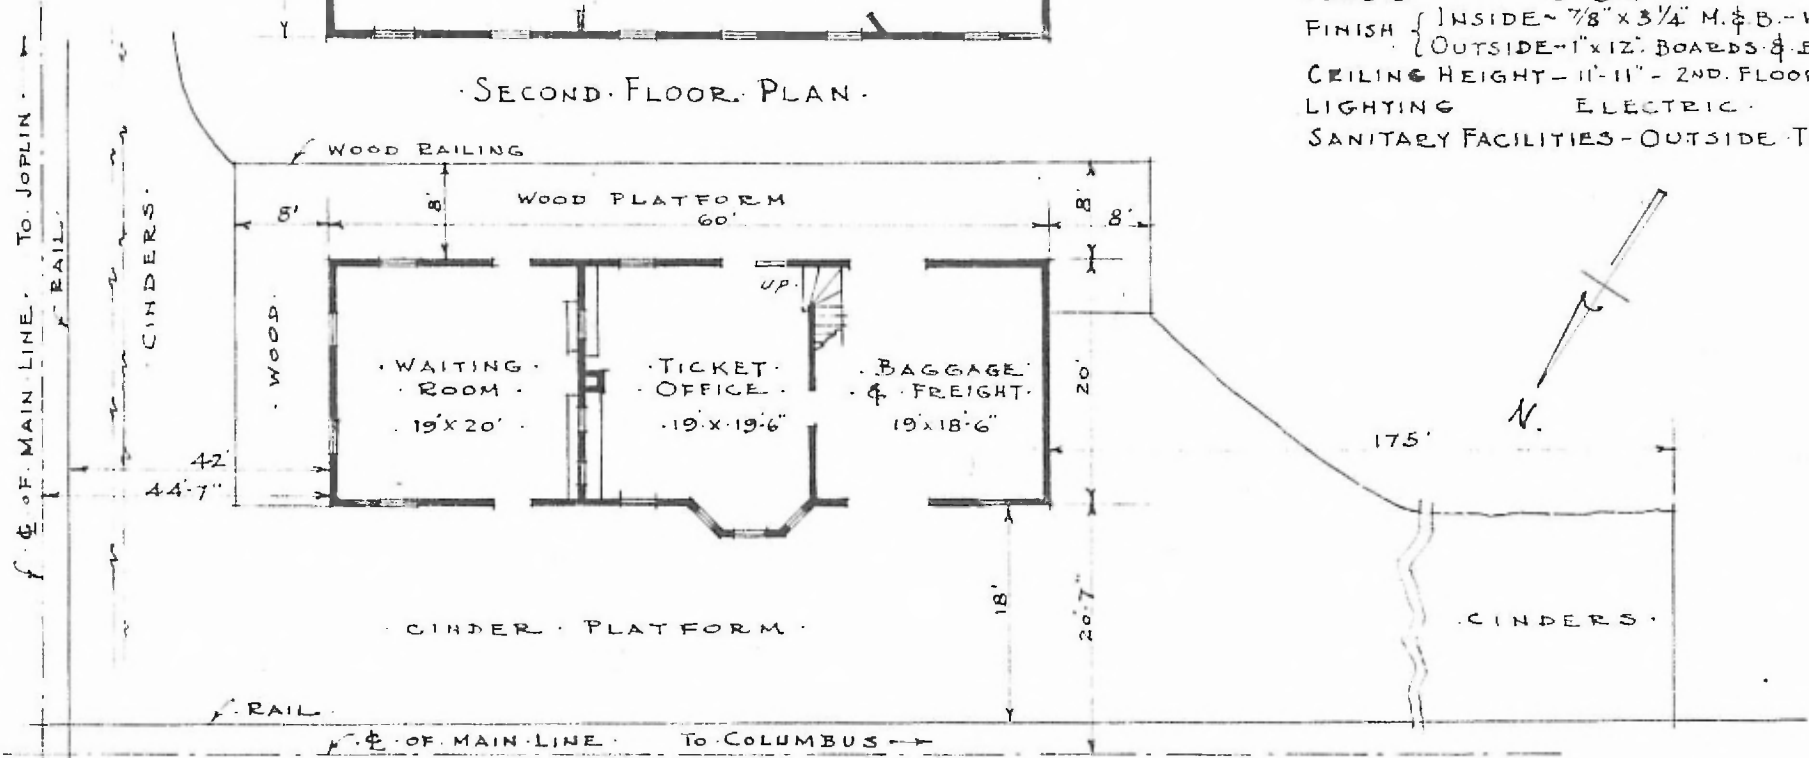 FINISH { INSIDE ~ 7/8" X 3 1/4" M. & B. -
OUTSIDE - 1" X 12" BOARDS &
CEILING HEIGHT - 11'-11" - 2ND. FLOOR
LIGHTING ELECTRIC.
SANITARY FACILITIES - OUTSIDE T
· SECOND · FLOOR · PLAN ·
WOOD RAILING
WOOD PLATFORM
8'
8'
60'
8'
8'
UP.
· WOOD ·
· CINDERS ·
RAIL.
₵ OF MAIN LINE. TO JOPLIN
· WAITING ·
· ROOM ·
· 19' X 20' ·
· TICKET ·
· OFFICE ·
· 19' X 19'-6"
· BAGGAGE
· & · FREIGHT ·
19' X 18'-6"
20'
N.
175'
42'
44'-7"
18'
20'-7"
· CINDER · PLATFORM ·
· CINDERS ·
RAIL.
· ₵ · OF · MAIN · LINE · TO COLUMBUS